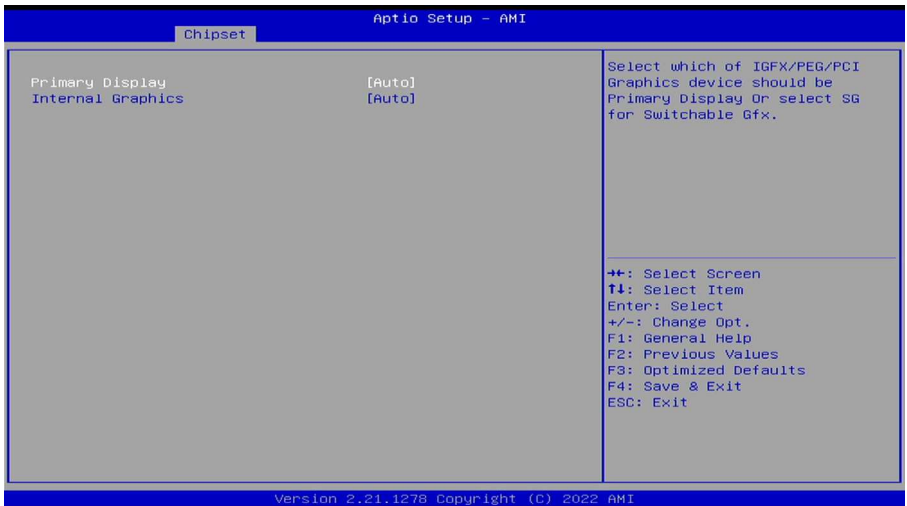 Aptio Setup – AMI
Chipset
Primary Display [Auto]
Internal Graphics [Auto]
Select which of IGFX/PEG/PCI
Graphics device should be
Primary Display Or select SG
for Switchable Gfx.
→←: Select Screen
↑↓: Select Item
Enter: Select
+/-: Change Opt.
F1: General Help
F2: Previous Values
F3: Optimized Defaults
F4: Save & Exit
ESC: Exit
Version 2.21.1278 Copyright (C) 2022 AMI